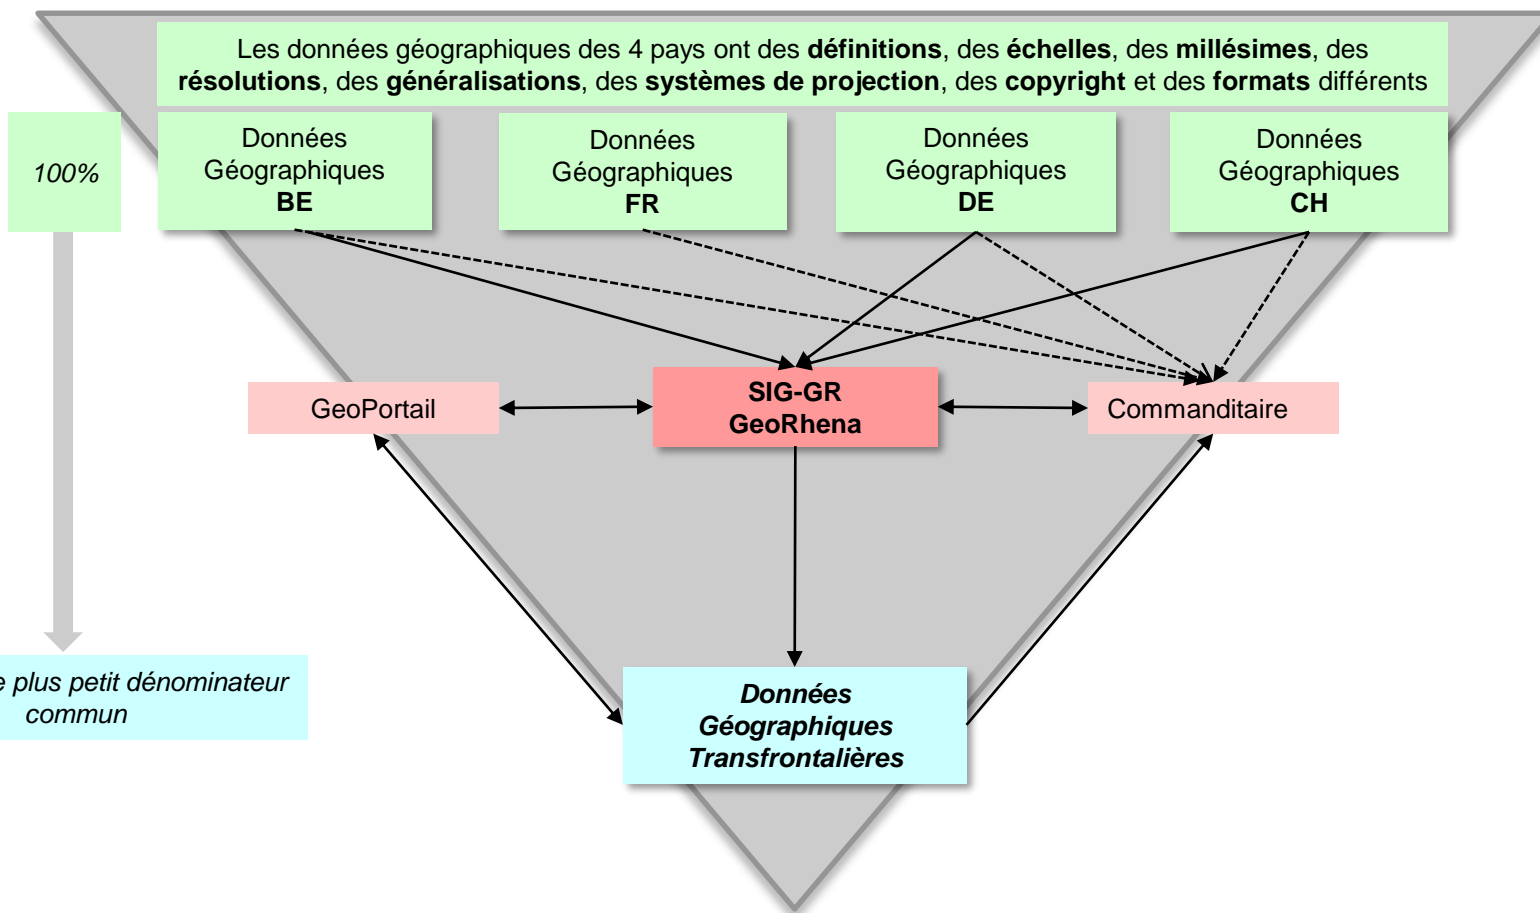 Les données géographiques des 4 pays ont des définitions, des échelles, des millésimes, des
résolutions, des généralisations, des systèmes de projection, des copyright et des formats différents
100%
Données
Géographiques
BE
Données
Géographiques
FR
Données
Géographiques
DE
Données
Géographiques
CH
GeoPortail
SIG-GR
GeoRhena
Commanditaire
plus petit dénominateur
commun
Données
Géographiques
Transfrontalières